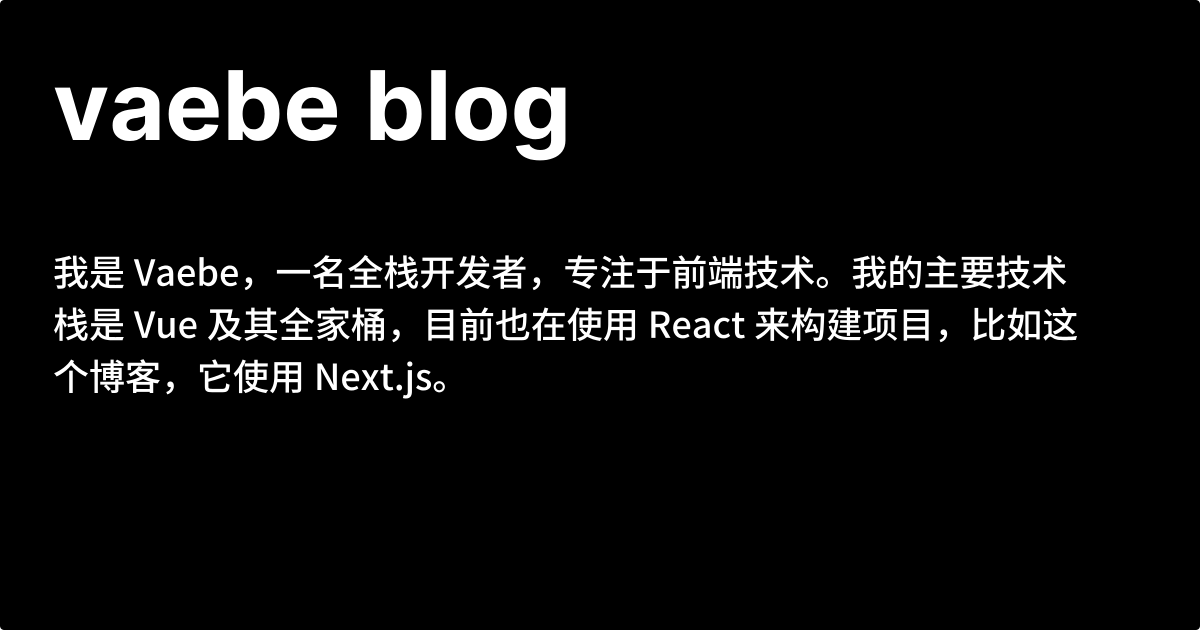 vaebe blog
我是 Vaebe，一名全栈开发者，专注于前端技术。我的主要技术
栈是 Vue 及其全家桶，目前也在使用 React 来构建项目，比如这
个博客，它使用 Next.js。